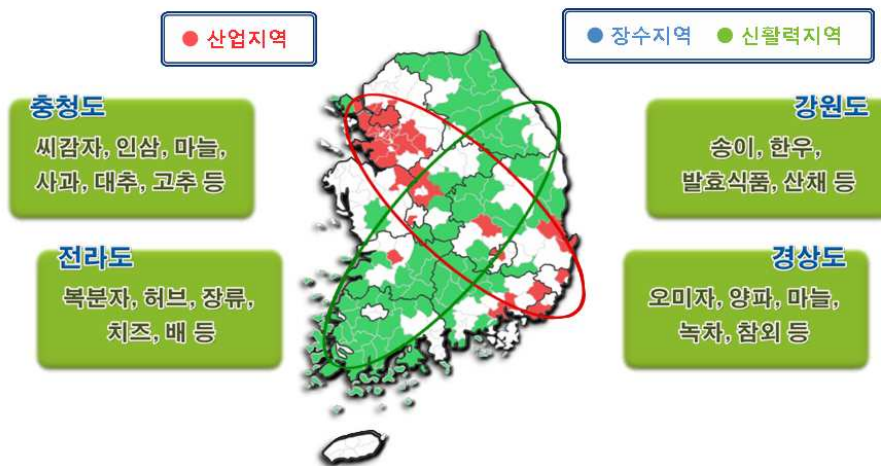 ● 산업지역
● 장수지역 ● 신활력지역
충청도
씨감자, 인삼, 마늘,
사과, 대추, 고추 등
강원도
송이, 한우,
발효식품, 산채 등
전라도
복분자, 허브, 장류,
치즈, 배 등
경상도
오미자, 양파, 마늘,
녹차, 참외 등